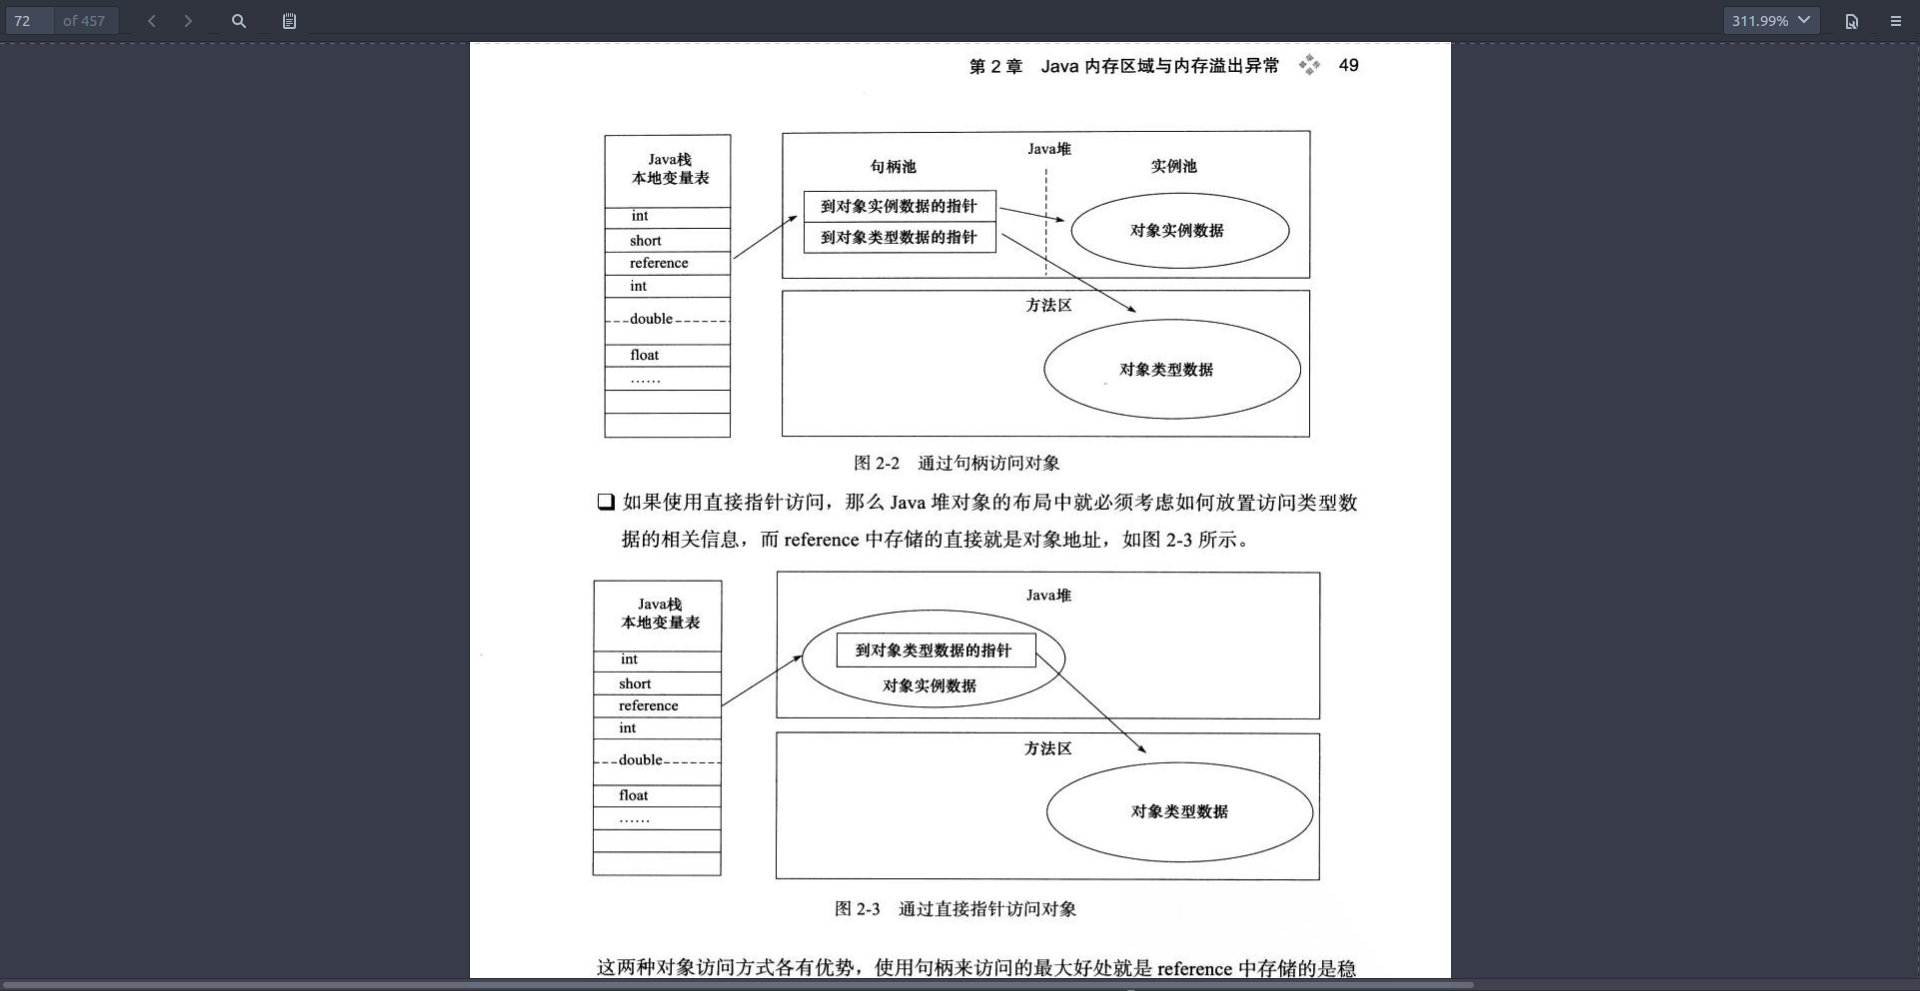 72 of 457
311.99%
第 2 章 Java 内存区域与内存溢出异常 49
Java栈
本地变量表
int
short
reference
int
double
float
……
Java堆
句柄池
实例池
到对象实例数据的指针
到对象类型数据的指针
对象实例数据
方法区
对象类型数据
图 2-2 通过句柄访问对象
❑ 如果使用直接指针访问，那么 Java 堆对象的布局中就必须考虑如何放置访问类型数
据的相关信息，而 reference 中存储的直接就是对象地址，如图 2-3 所示。
Java栈
本地变量表
int
short
reference
int
double
float
……
Java堆
到对象类型数据的指针
对象实例数据
方法区
对象类型数据
图 2-3 通过直接指针访问对象
这两种对象访问方式各有优势，使用句柄来访问的最大好处就是 reference 中存储的是稳